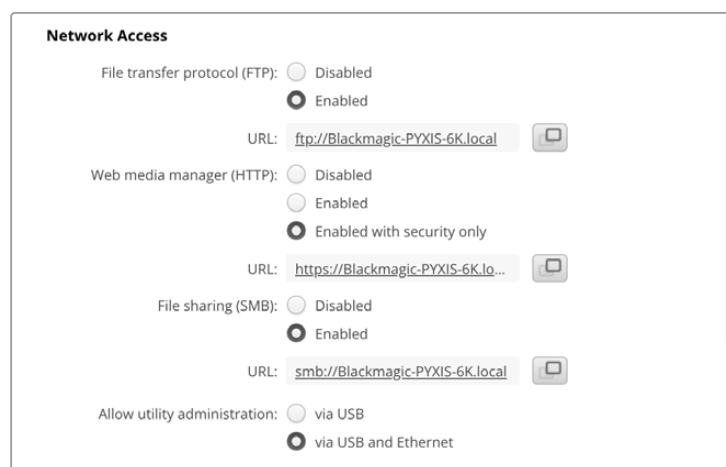 Network Access
File transfer protocol (FTP): Disabled
Enabled
URL: ftp://Blackmagic-PYXIS-6K.local
Web media manager (HTTP): Disabled
Enabled
Enabled with security only
URL: https://Blackmagic-PYXIS-6K.lo...
File sharing (SMB): Disabled
Enabled
URL: smb://Blackmagic-PYXIS-6K.local
Allow utility administration: via USB
via USB and Ethernet